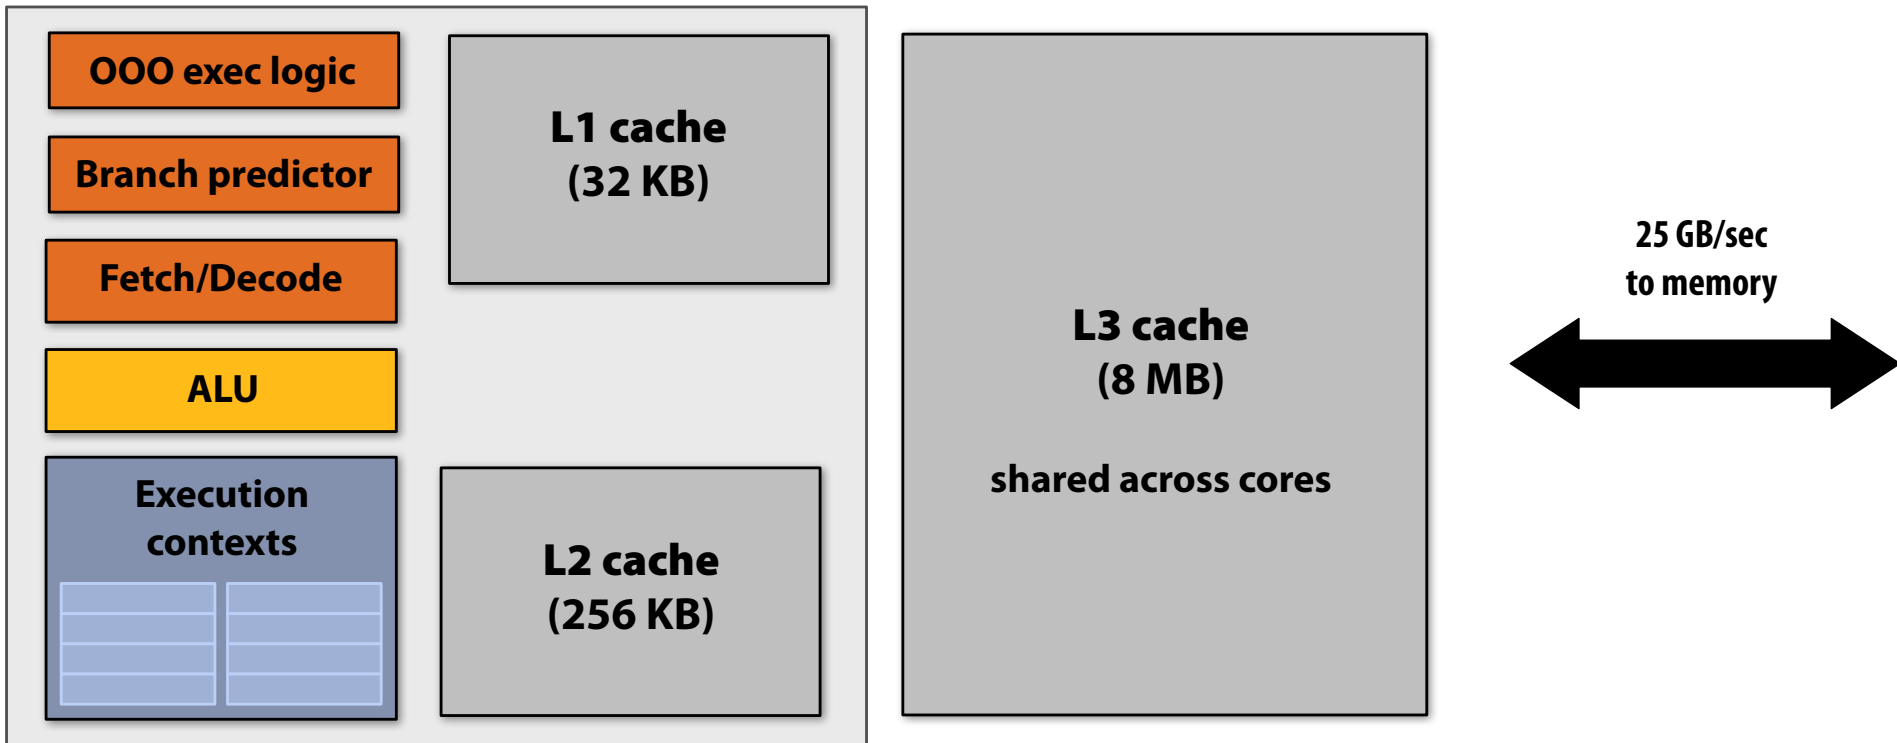 OOO exec logic
Branch predictor
Fetch/Decode
ALU
Execution
contexts
L1 cache
(32 KB)
L2 cache
(256 KB)
L3 cache
(8 MB)
shared across cores
25 GB/sec
to memory